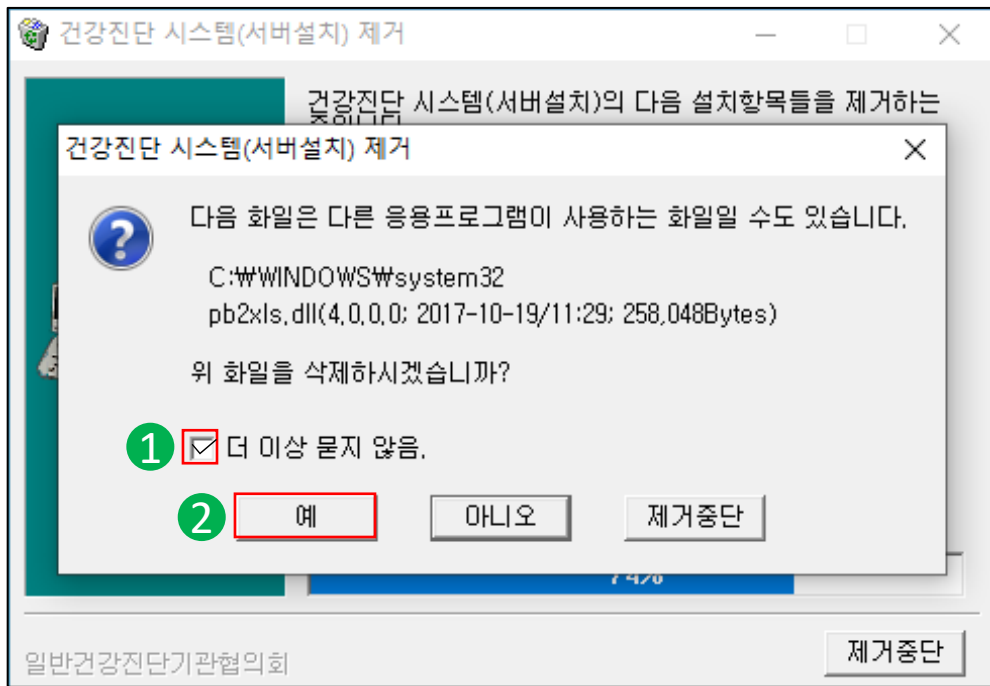 건강진단 시스템(서버설치) 제거
건강진단 시스템(서버설치)의 다음 설치항목들을 제거하는
건강진단 시스템(서버설치) 제거
다음 화일은 다른 응용프로그램이 사용하는 화일일 수도 있습니다.
C:₩WINDOWS₩system32
pb2xls.dll(4.0.0.0; 2017-10-19/11:29; 258,048Bytes)
위 화일을 삭제하시겠습니까?
1 더 이상 묻지 않음.
2 예 아니오 제거중단
74%
일반건강진단기관협의회 제거중단